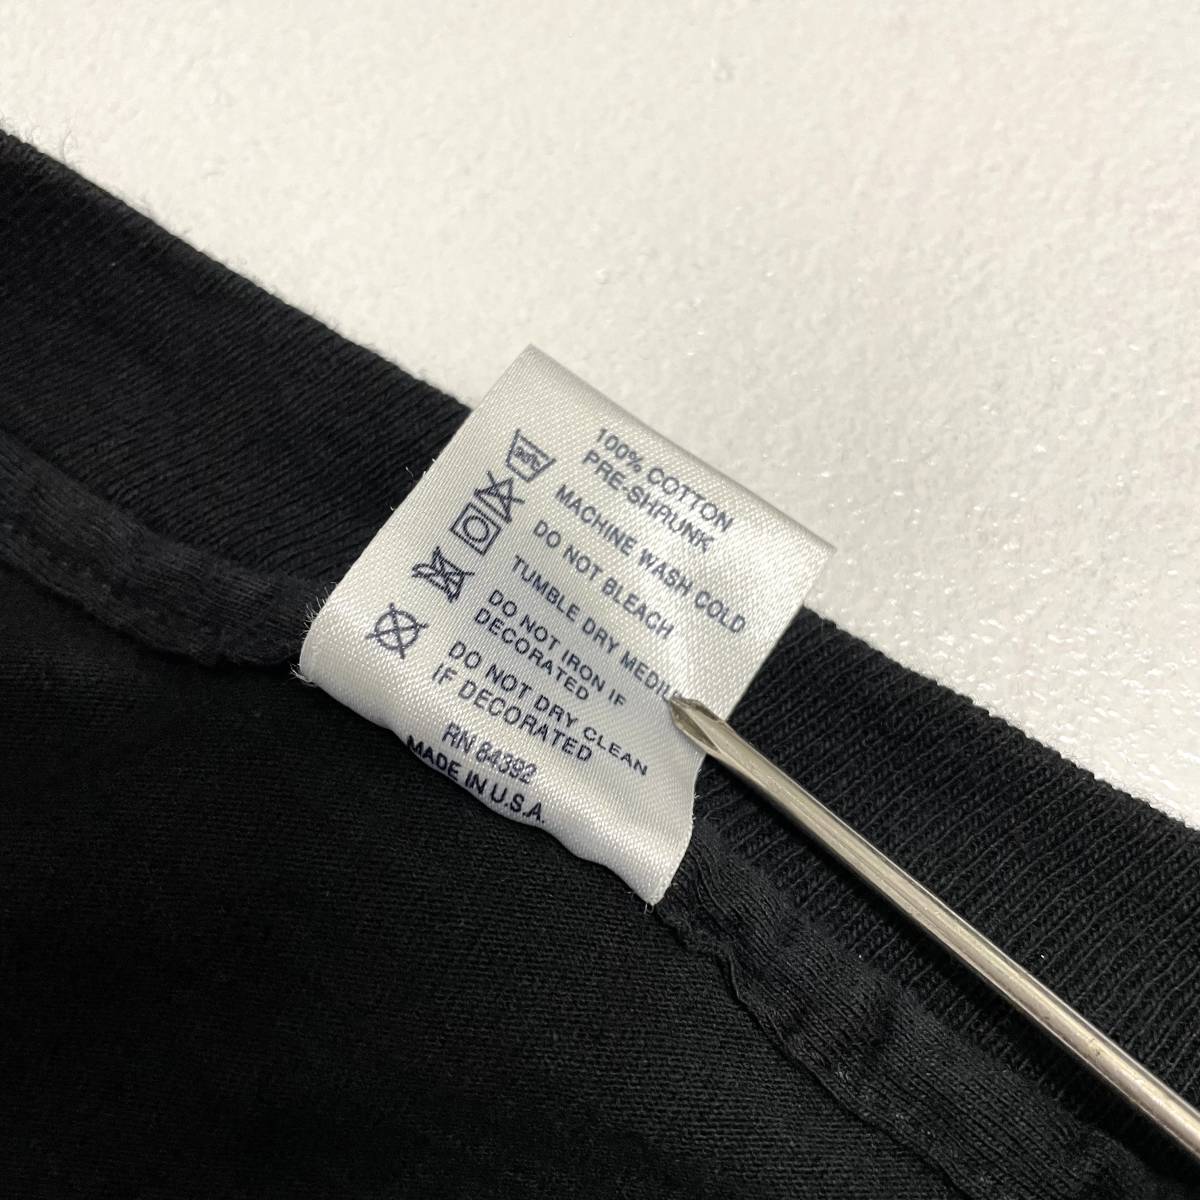 100% COTTON
PRE-SHRUNK
MACHINE WASH COLD
DO NOT BLEACH
TUMBLE DRY
DO NOT IRON IF
DECORATED
DO NOT DRY CLEAN
IF DECORATED
RN 84392
MADE IN U.S.A.